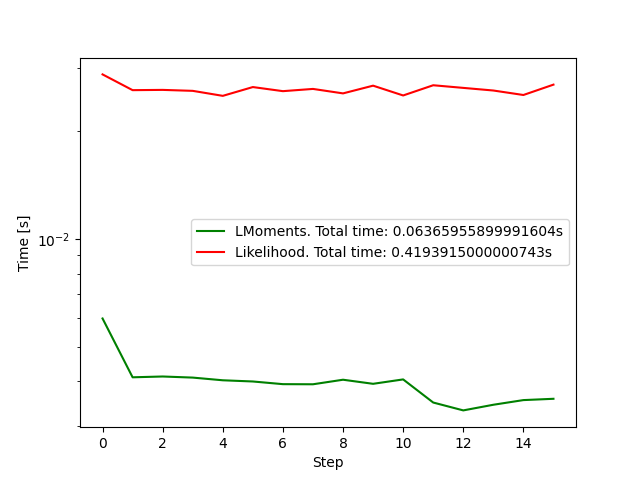 Time [s]
10⁻²
LMoments. Total time: 0.0636595589991604s
Likelihood. Total time: 0.4193915000000743s
0 2 4 6 8 10 12 14
Step